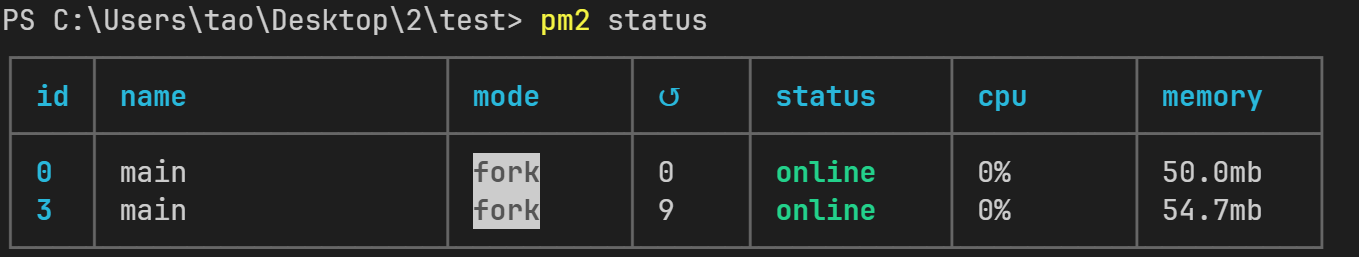 PS C:\Users\tao\Desktop\2\test> pm2 status
id name mode ↺ status cpu memory
0 main fork 0 online 0% 50.0mb
3 main fork 9 online 0% 54.7mb